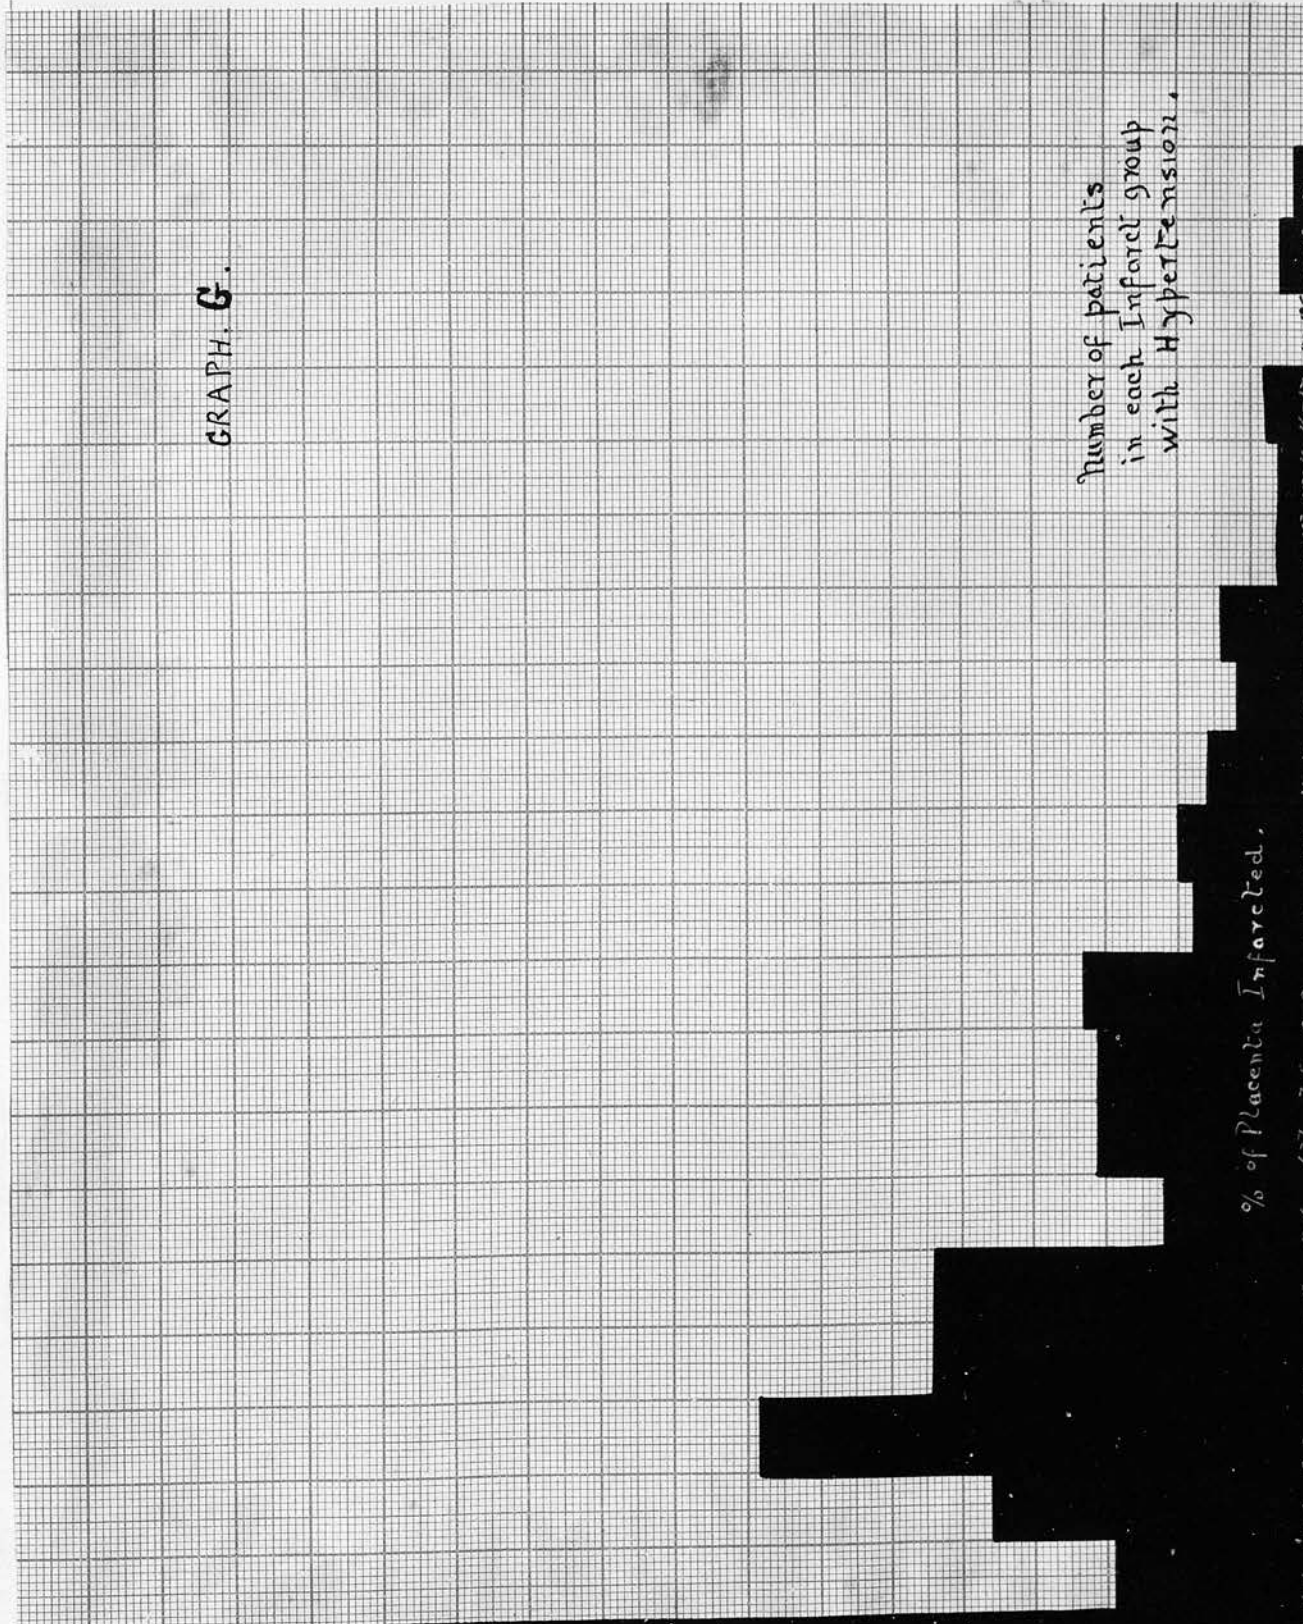 GRAPH. G.
Number of patients
in each Infarct group
with Hypertension.
% of Placenta Infarcted.